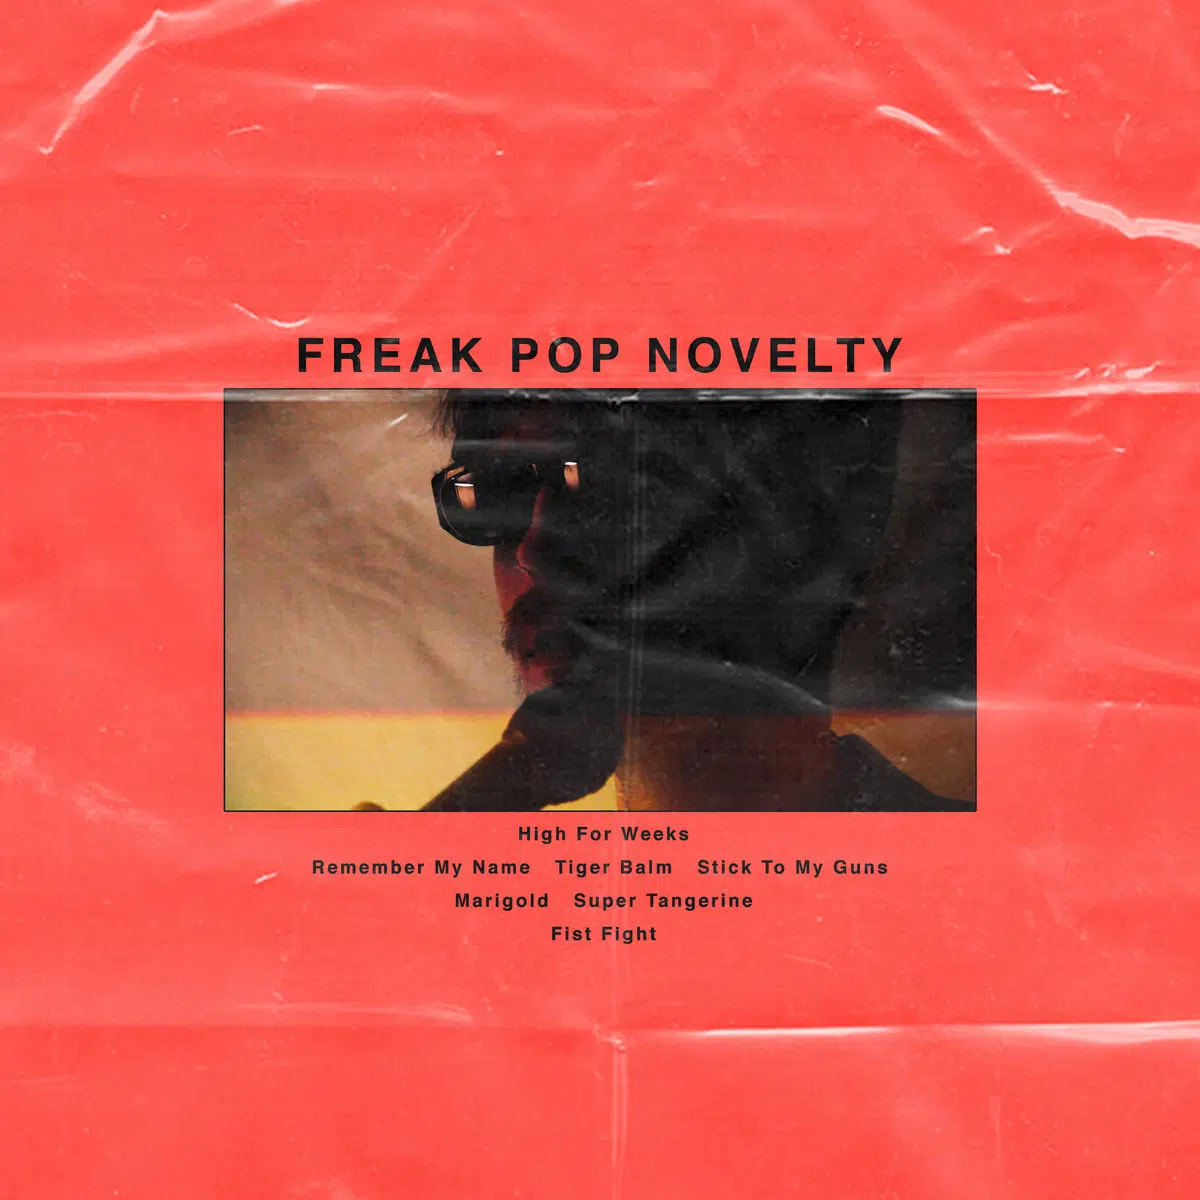 FREAK POP NOVELTY
High For Weeks
Remember My Name Tiger Balm Stick To My Guns
Marigold Super Tangerine
Fist Fight